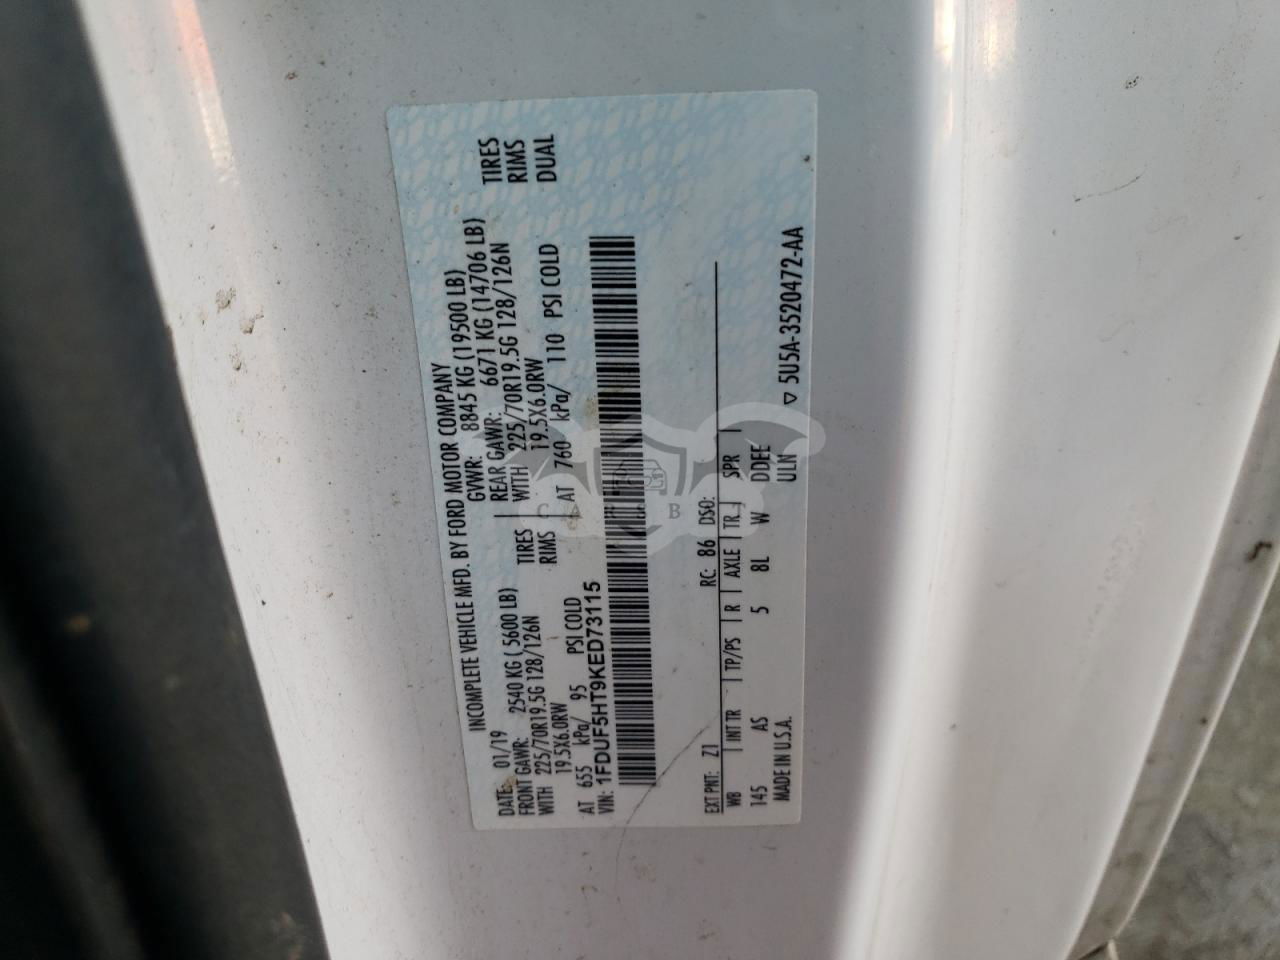 INCOMPLETE VEHICLE MFD. BY FORD MOTOR COMPANY
DATE: 01/19 GVWR: 8845 KG (19500 LB)
FRONT GAWR: 2540 KG ( 5600 LB) REAR GAWR: 6671 KG (14706 LB)
WITH 225/70R19.5G 128/126N TIRES WITH 225/70R19.5G 128/126N TIRES
19.5X6.0RW RIMS 19.5X6.0RW RIMS
AT 655 kPa/ 95 PSI COLD AT 760 kPa/ 110 PSI COLD DUAL
VIN: 1FDUF5HT9KED73115
EXT PNT: Z1 RC: 86 DSO:
WB INT TR TP/PS R AXLE TR SPR
145 AS 5 8L W DDEE
MADE IN U.S.A. ULN
▽ 5U5A-3520472-AA